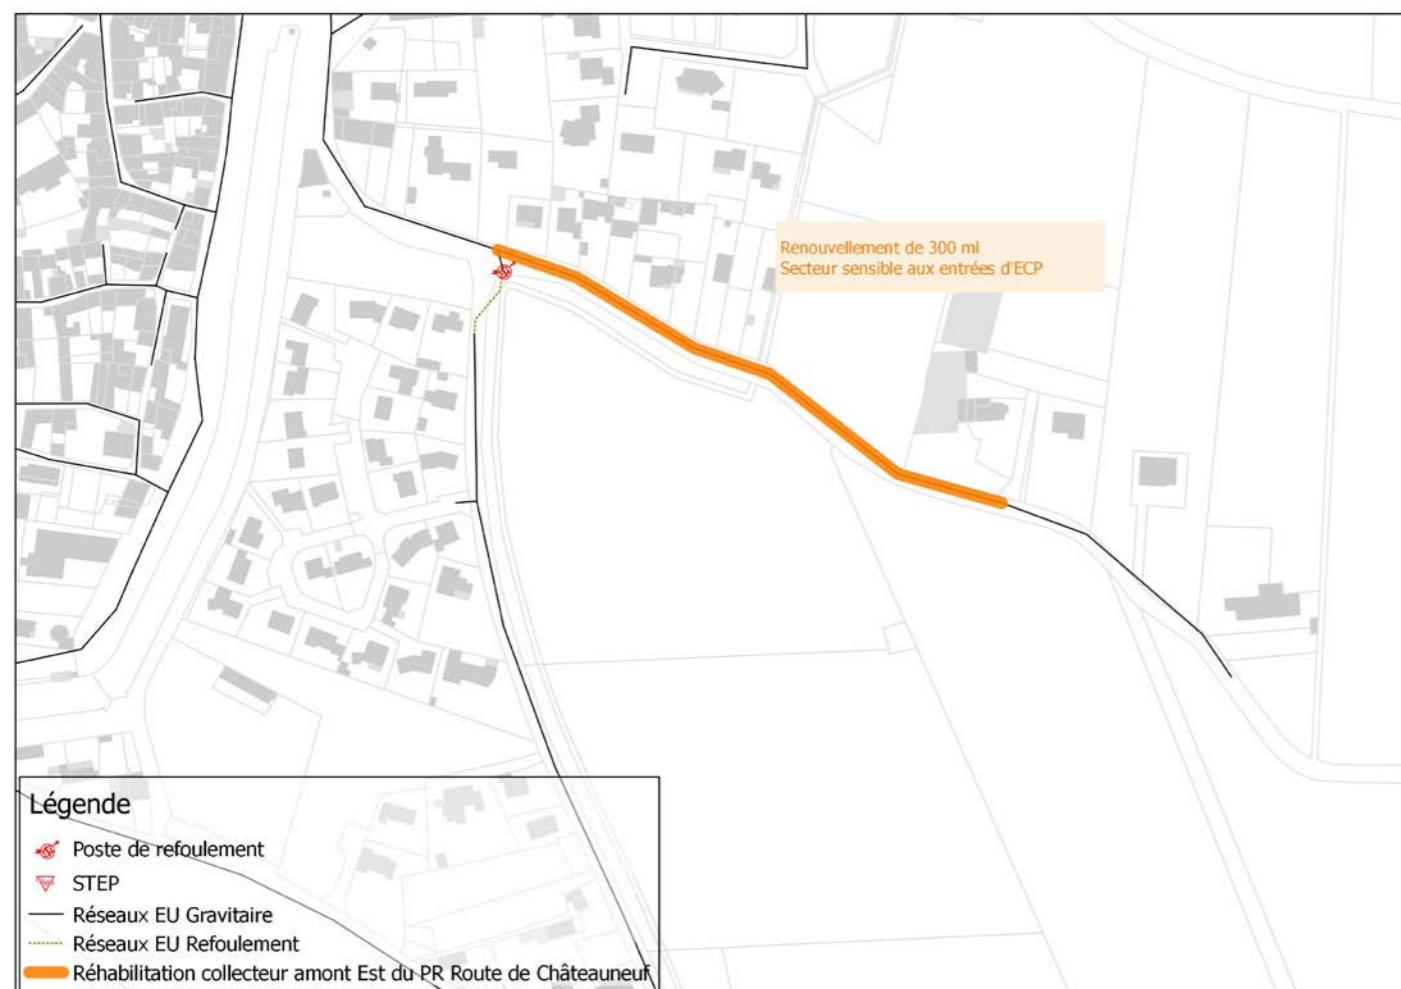 Renouvellement de 300 ml
Secteur sensible aux entrées d'ECP
Légende
Poste de refoulement
STEP
Réseaux EU Gravitaire
Réseaux EU Refoulement
Réhabilitation collecteur amont Est du PR Route de Châteauneuf